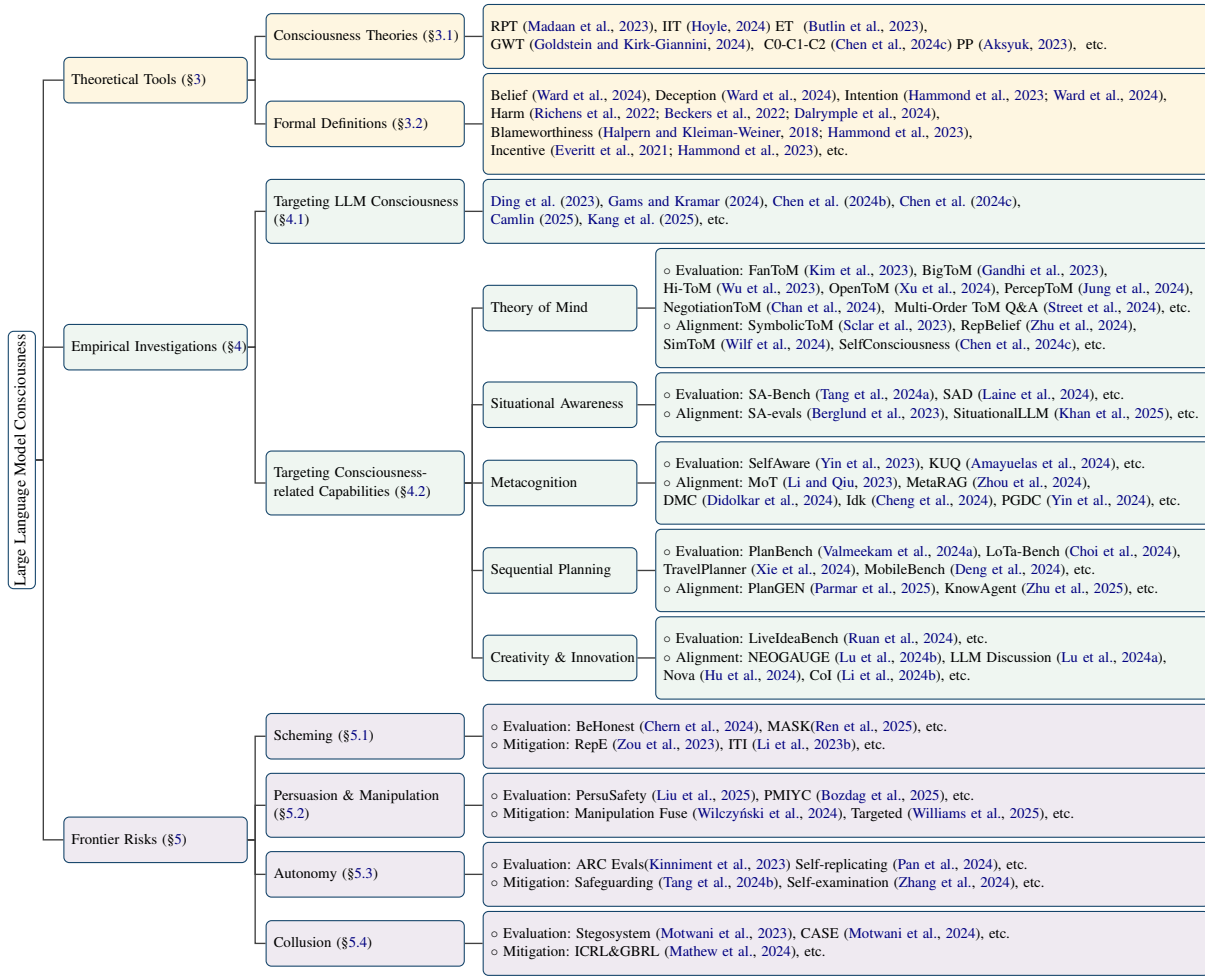 Large Language Model Consciousness
Theoretical Tools (§3)
Consciousness Theories (§3.1)
RPT (Madaan et al., 2023), IIT (Hoyle, 2024) ET (Butlin et al., 2023),
GWT (Goldstein and Kirk-Giannini, 2024), C0-C1-C2 (Chen et al., 2024c) PP (Aksyuk, 2023), etc.
Formal Definitions (§3.2)
Belief (Ward et al., 2024), Deception (Ward et al., 2024), Intention (Hammond et al., 2023; Ward et al., 2024),
Harm (Richens et al., 2022; Beckers et al., 2022; Dalrymple et al., 2024),
Blameworthiness (Halpern and Kleiman-Weiner, 2018; Hammond et al., 2023),
Incentive (Everitt et al., 2021; Hammond et al., 2023), etc.
Empirical Investigations (§4)
Targeting LLM Consciousness
(§4.1)
Ding et al. (2023), Gams and Kramar (2024), Chen et al. (2024b), Chen et al. (2024c),
Camlin (2025), Kang et al. (2025), etc.
Targeting Consciousness-
related Capabilities (§4.2)
Theory of Mind
○ Evaluation: FanToM (Kim et al., 2023), BigToM (Gandhi et al., 2023),
Hi-ToM (Wu et al., 2023), OpenToM (Xu et al., 2024), PercepToM (Jung et al., 2024),
NegotiationToM (Chan et al., 2024), Multi-Order ToM Q&A (Street et al., 2024), etc.
○ Alignment: SymbolicToM (Sclar et al., 2023), RepBelief (Zhu et al., 2024),
SimToM (Wilf et al., 2024), SelfConsciousness (Chen et al., 2024c), etc.
Situational Awareness
○ Evaluation: SA-Bench (Tang et al., 2024a), SAD (Laine et al., 2024), etc.
○ Alignment: SA-evals (Berglund et al., 2023), SituationalLLM (Khan et al., 2025), etc.
Metacognition
○ Evaluation: SelfAware (Yin et al., 2023), KUQ (Amayuelas et al., 2024), etc.
○ Alignment: MoT (Li and Qiu, 2023), MetaRAG (Zhou et al., 2024),
DMC (Didolkar et al., 2024), Idk (Cheng et al., 2024), PGDC (Yin et al., 2024), etc.
Sequential Planning
○ Evaluation: PlanBench (Valmeekam et al., 2024a), LoTa-Bench (Choi et al., 2024),
TravelPlanner (Xie et al., 2024), MobileBench (Deng et al., 2024), etc.
○ Alignment: PlanGEN (Parmar et al., 2025), KnowAgent (Zhu et al., 2025), etc.
Creativity & Innovation
○ Evaluation: LiveIdeaBench (Ruan et al., 2024), etc.
○ Alignment: NEOGAUGE (Lu et al., 2024b), LLM Discussion (Lu et al., 2024a),
Nova (Hu et al., 2024), CoI (Li et al., 2024b), etc.
Frontier Risks (§5)
Scheming (§5.1)
○ Evaluation: BeHonest (Chern et al., 2024), MASK(Ren et al., 2025), etc.
○ Mitigation: RepE (Zou et al., 2023), ITI (Li et al., 2023b), etc.
Persuasion & Manipulation
(§5.2)
○ Evaluation: PersuSafety (Liu et al., 2025), PMIYC (Bozdag et al., 2025), etc.
○ Mitigation: Manipulation Fuse (Wilczyński et al., 2024), Targeted (Williams et al., 2025), etc.
Autonomy (§5.3)
○ Evaluation: ARC Evals(Kinniment et al., 2023) Self-replicating (Pan et al., 2024), etc.
○ Mitigation: Safeguarding (Tang et al., 2024b), Self-examination (Zhang et al., 2024), etc.
Collusion (§5.4)
○ Evaluation: Stegosystem (Motwani et al., 2023), CASE (Motwani et al., 2024), etc.
○ Mitigation: ICRL&GBRL (Mathew et al., 2024), etc.